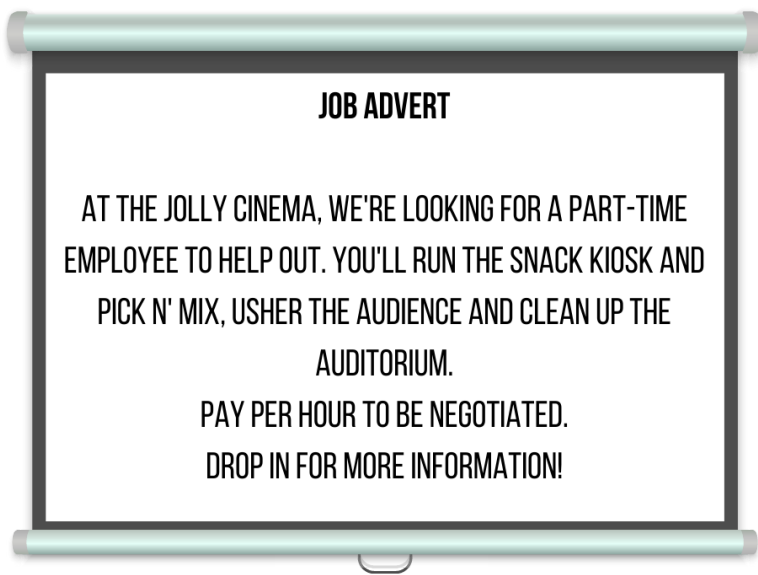 JOB ADVERT
AT THE JOLLY CINEMA, WE'RE LOOKING FOR A PART-TIME
EMPLOYEE TO HELP OUT. YOU'LL RUN THE SNACK KIOSK AND
PICK N' MIX, USHER THE AUDIENCE AND CLEAN UP THE
AUDITORIUM.
PAY PER HOUR TO BE NEGOTIATED.
DROP IN FOR MORE INFORMATION!